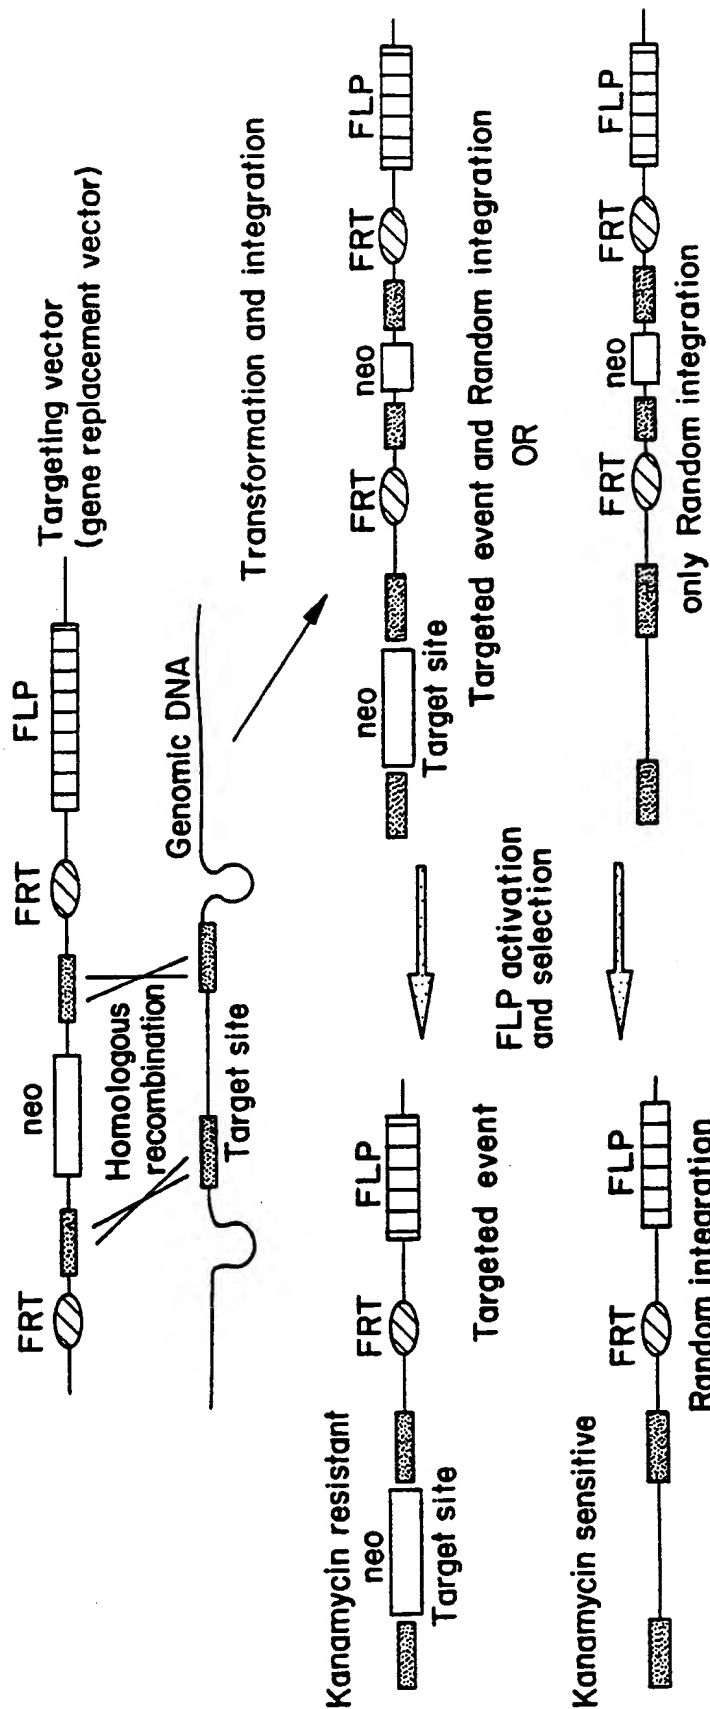 FRT
neo
FRT
FLP
Targeting vector
(gene replacement vector)
Homologous
recombination
Genomic DNA
Target site
Transformation and integration
Kanamycin resistant
neo
FRT
FLP
Target site
Targeted event
FLP activation
and selection
neo
FRT
neo
FRT
FLP
Target site
Targeted event and Random integration
OR
Kanamycin sensitive
FRT
FLP
Random integration
FRT
neo
FRT
FLP
only Random integration